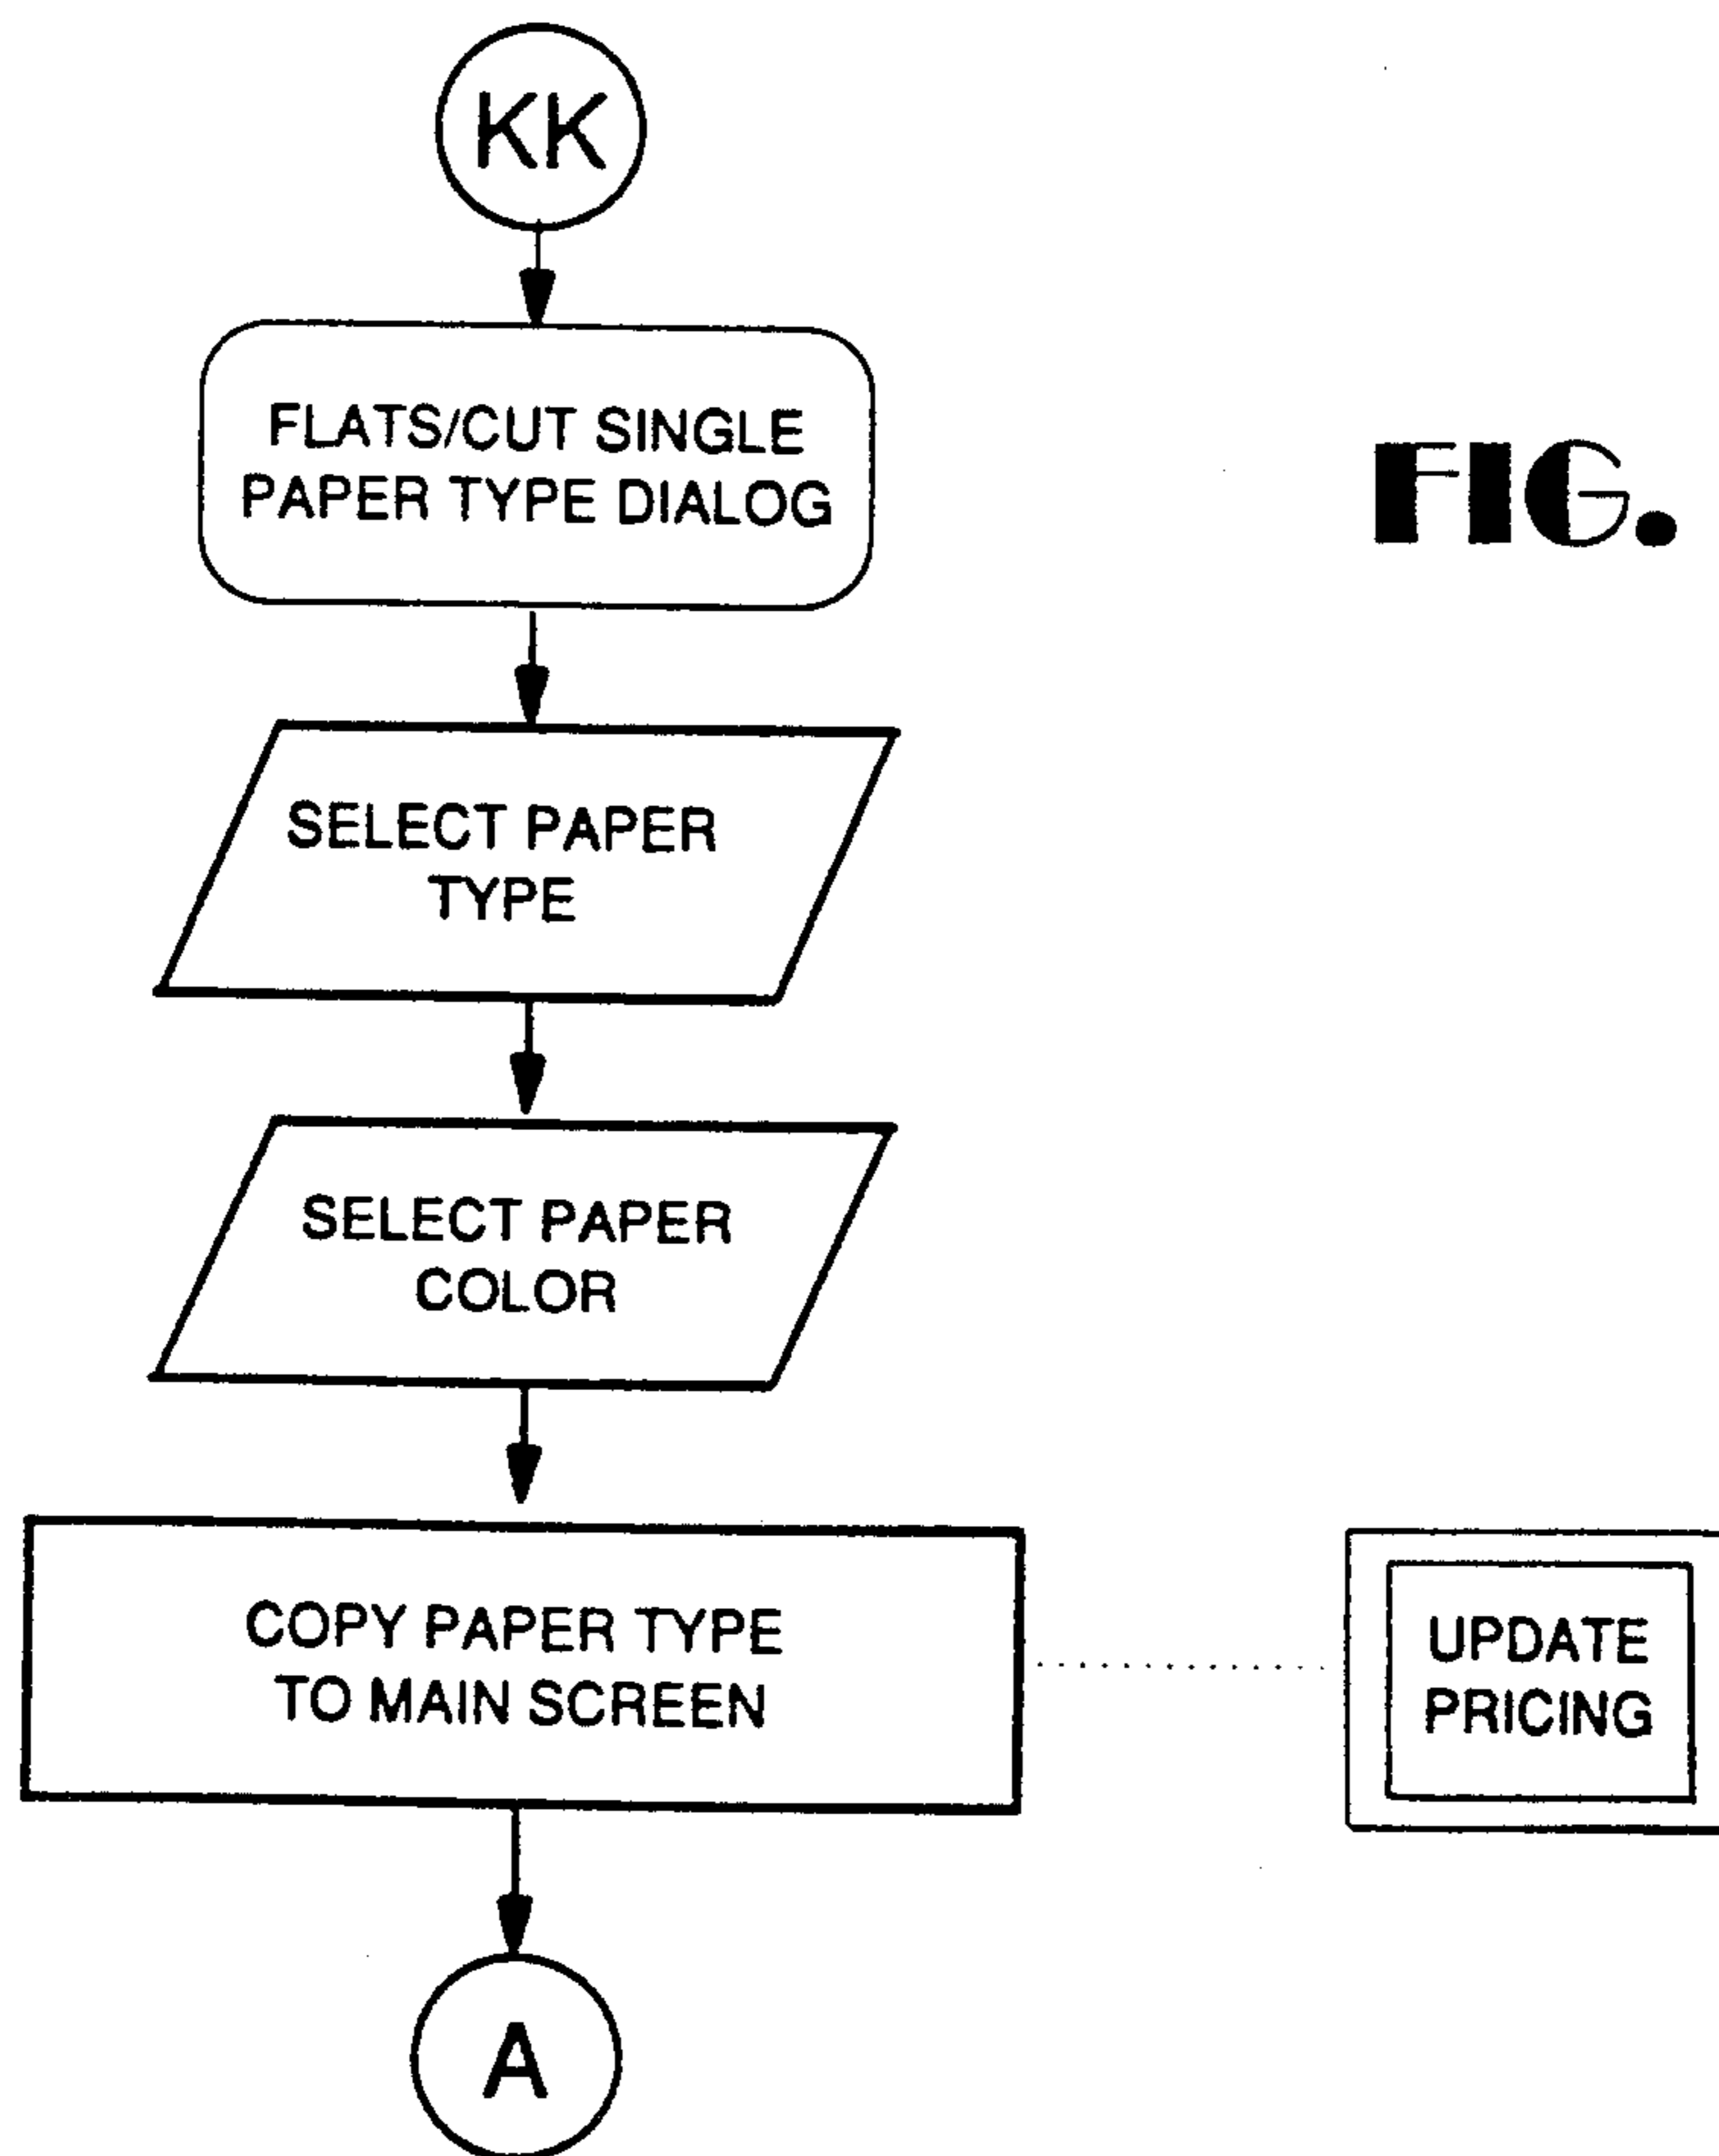 KK
FLATS/CUT SINGLE
PAPER TYPE DIALOG
FIG.
SELECT PAPER
TYPE
SELECT PAPER
COLOR
COPY PAPER TYPE
TO MAIN SCREEN
UPDATE
PRICING
A